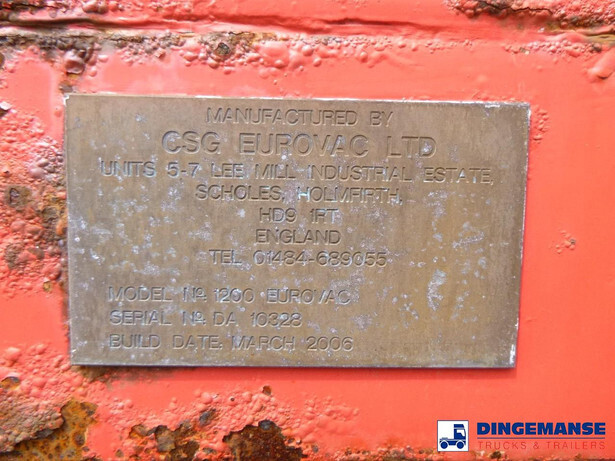 MANUFACTURED BY
CSG EUROVAC LTD
UNITS 5-7 LEE MILL INDUSTRIAL ESTATE,
SCHOLES, HOLMFIRTH,
HD9 1RT
ENGLAND
TEL 01484-689055
MODEL Nº 1200 EUROVAC
SERIAL Nº DA 10328
BUILD DATE: MARCH 2006
DINGEMANSE
TRUCKS & TRAILERS